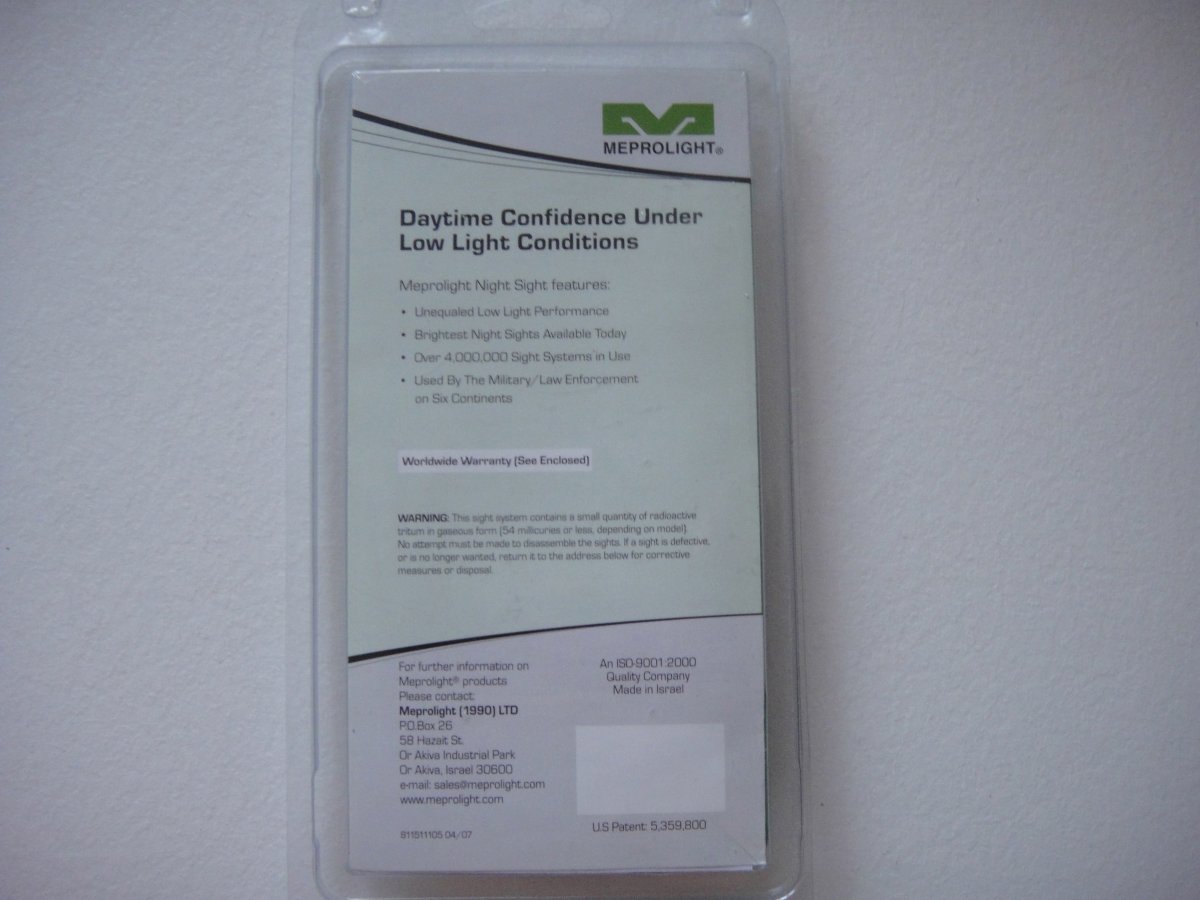 MEPROLIGHT®
Daytime Confidence Under
Low Light Conditions
Meprolight Night Sight features:
• Unequaled Low Light Performance
• Brightest Night Sights Available Today
• Over 4,000,000 Sight Systems in Use
• Used By The Military/Law Enforcement
on Six Continents
Worldwide Warranty (See Enclosed)
WARNING: This sight system contains a small quantity of radioactive
tritum in gaseous form (54 millicuries or less, depending on model).
No attempt must be made to disassemble the sights. If a sight is defective,
or is no longer wanted, return it to the address below for corrective
measures or disposal.
For further information on
Meprolight® products
Please contact:
Meprolight (1990) LTD
P.O.Box 26
58 Hazait St.
Or Akiva Industrial Park
Or Akiva, Israel 30600
e-mail: sales@meprolight.com
www.meprolight.com
611511105 04/07
An ISO-9001:2000
Quality Company
Made in Israel
U.S Patent: 5,359,800